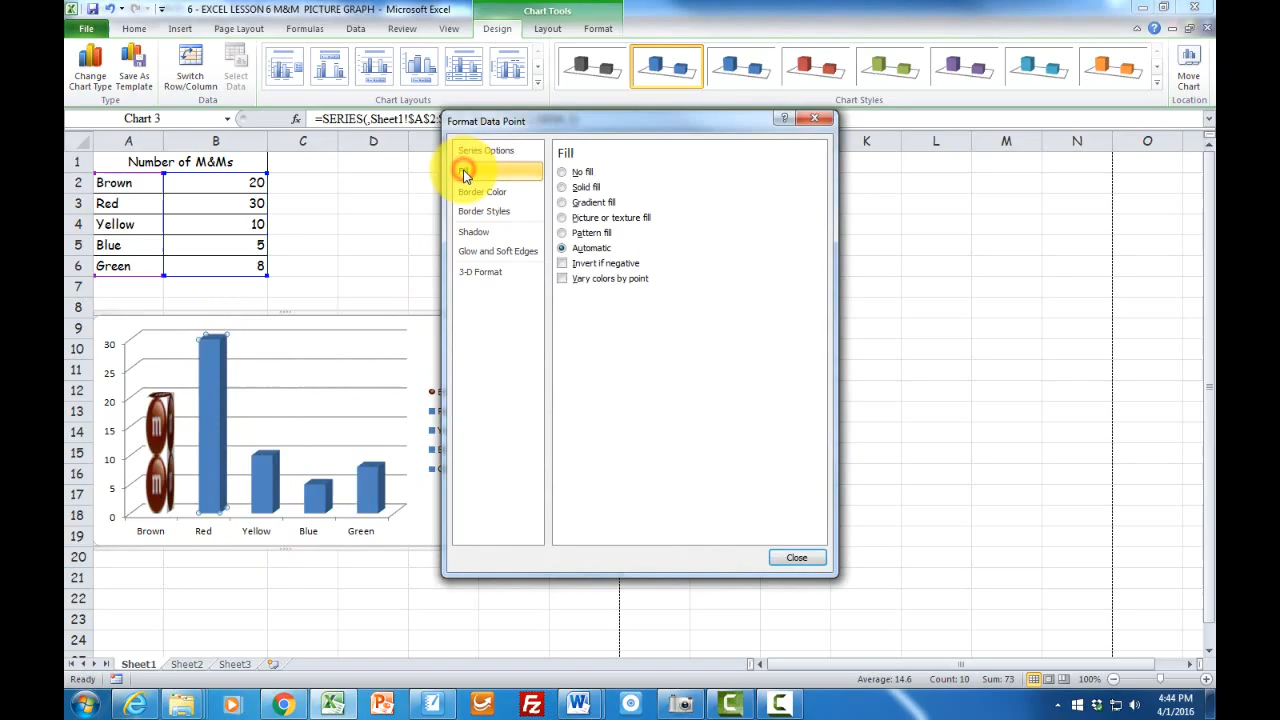 6 - EXCEL LESSON 6 M&M PICTURE GRAPH - Microsoft Excel
Chart Tools
File Home Insert Page Layout Formulas Data Review View Design Layout Format
Change Chart Type
Save As Template
Switch Row/Column
Select Data
Move Chart
Type Data Chart Layouts Chart Styles Location
Chart 3 fx =SERIES(,Sheet1!$A$2:
Format Data Point
A B C D K L M N O
1 Number of M&Ms
2 Brown 20
3 Red 30
4 Yellow 10
5 Blue 5
6 Green 8
7
8
9
10
11
12
13
14
15
16
17
18
19
20
21
22
23
24
Series Options
Border Color
Border Styles
Shadow
Glow and Soft Edges
3-D Format
Fill
No fill
Solid fill
Gradient fill
Picture or texture fill
Pattern fill
Automatic
Invert if negative
Vary colors by point
Close
30
25
20
15
10
5
0
m
m
Brown Red Yellow Blue Green
Sheet1 Sheet2 Sheet3
Ready Average: 14.6 Count: 10 Sum: 73 100%
4:44 PM
4/1/2016